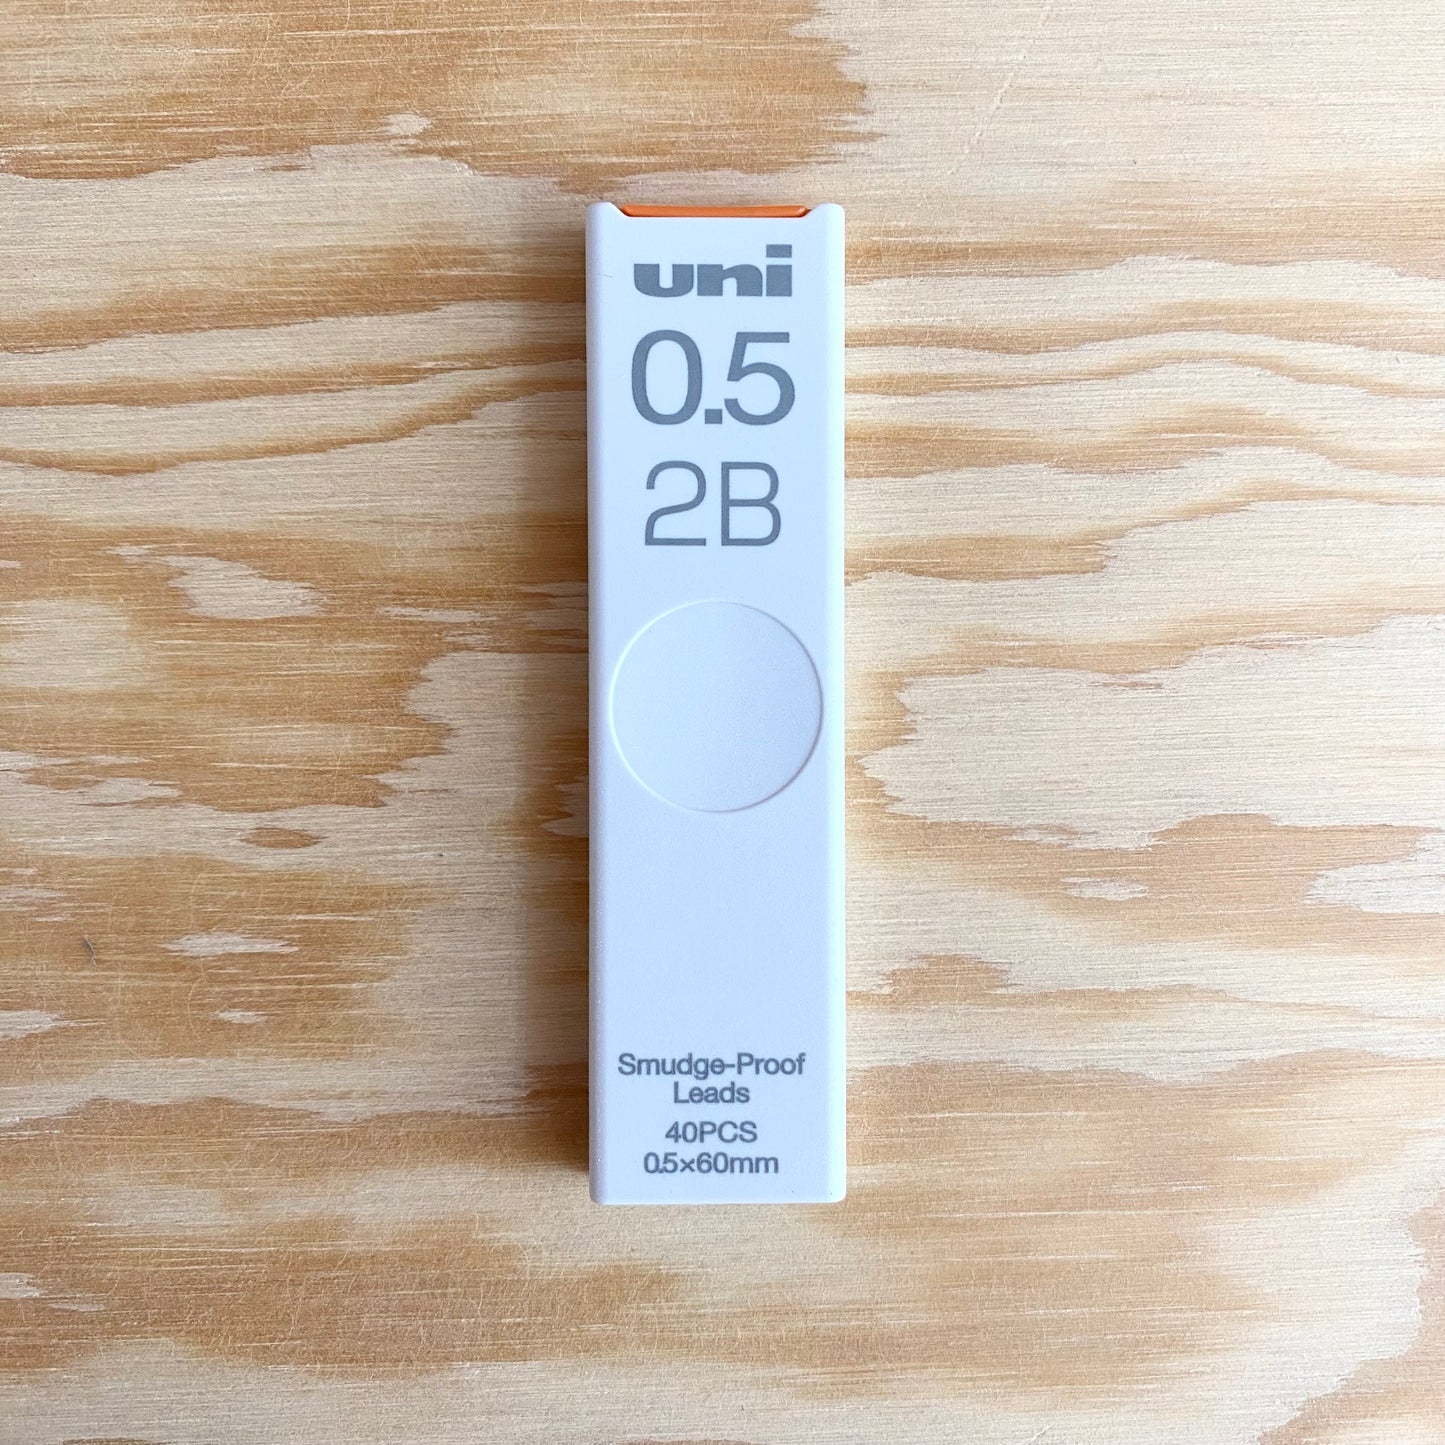 uni
0.5
2B
Smudge-Proof
Leads
40PCS
0.5×60mm